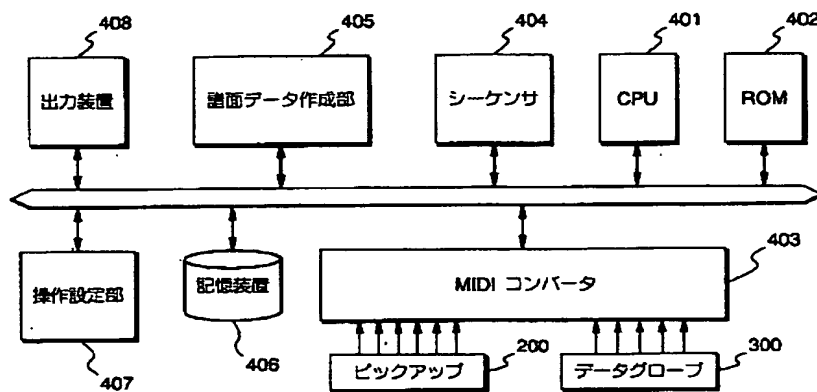 408
405
404
401
402
出力装置
譜面データ作成部
シーケンサ
CPU
ROM
403
操作設定部
記憶装置
MIDI コンバータ
407
406
200
300
ピックアップ
データグローブ